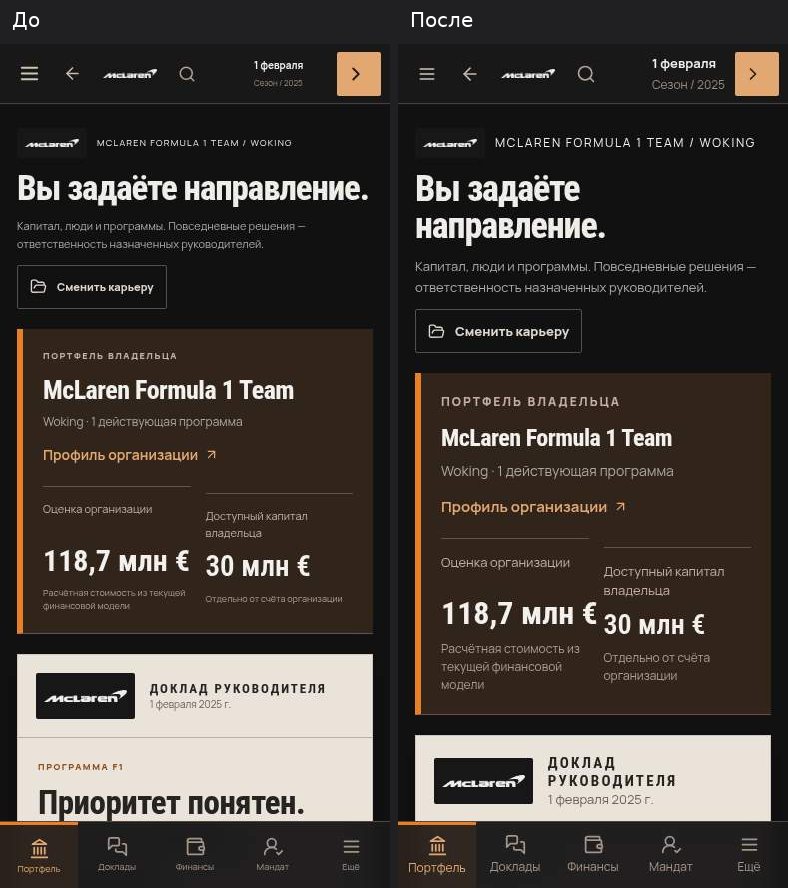 До
McLaren
1 февраля
Сезон / 2025
McLaren
MCLAREN FORMULA 1 TEAM / WOKING
Вы задаёте направление.
Капитал, люди и программы. Повседневные решения —
ответственность назначенных руководителей.
Сменить карьеру
ПОРТФЕЛЬ ВЛАДЕЛЬЦА
McLaren Formula 1 Team
Woking · 1 действующая программа
Профиль организации
Оценка организации
118,7 млн €
Расчётная стоимость из текущей
финансовой модели
Доступный капитал
владельца
30 млн €
Отдельно от счёта организации
McLaren
ДОКЛАД РУКОВОДИТЕЛЯ
1 февраля 2025 г.
ПРОГРАММА F1
Приоритет понятен.
Портфель
Доклады
Финансы
Мандат
Ещё
После
McLaren
1 февраля
Сезон / 2025
McLaren
MCLAREN FORMULA 1 TEAM / WOKING
Вы задаёте
направление.
Капитал, люди и программы. Повседневные решения —
ответственность назначенных руководителей.
Сменить карьеру
ПОРТФЕЛЬ ВЛАДЕЛЬЦА
McLaren Formula 1 Team
Woking · 1 действующая программа
Профиль организации
Оценка организации
118,7 млн €
Расчётная стоимость из
текущей финансовой
модели
Доступный капитал
владельца
30 млн €
Отдельно от счёта
организации
McLaren
ДОКЛАД
РУКОВОДИТЕЛЯ
1 февраля 2025 г.
Портфель
Доклады
Финансы
Мандат
Ещё